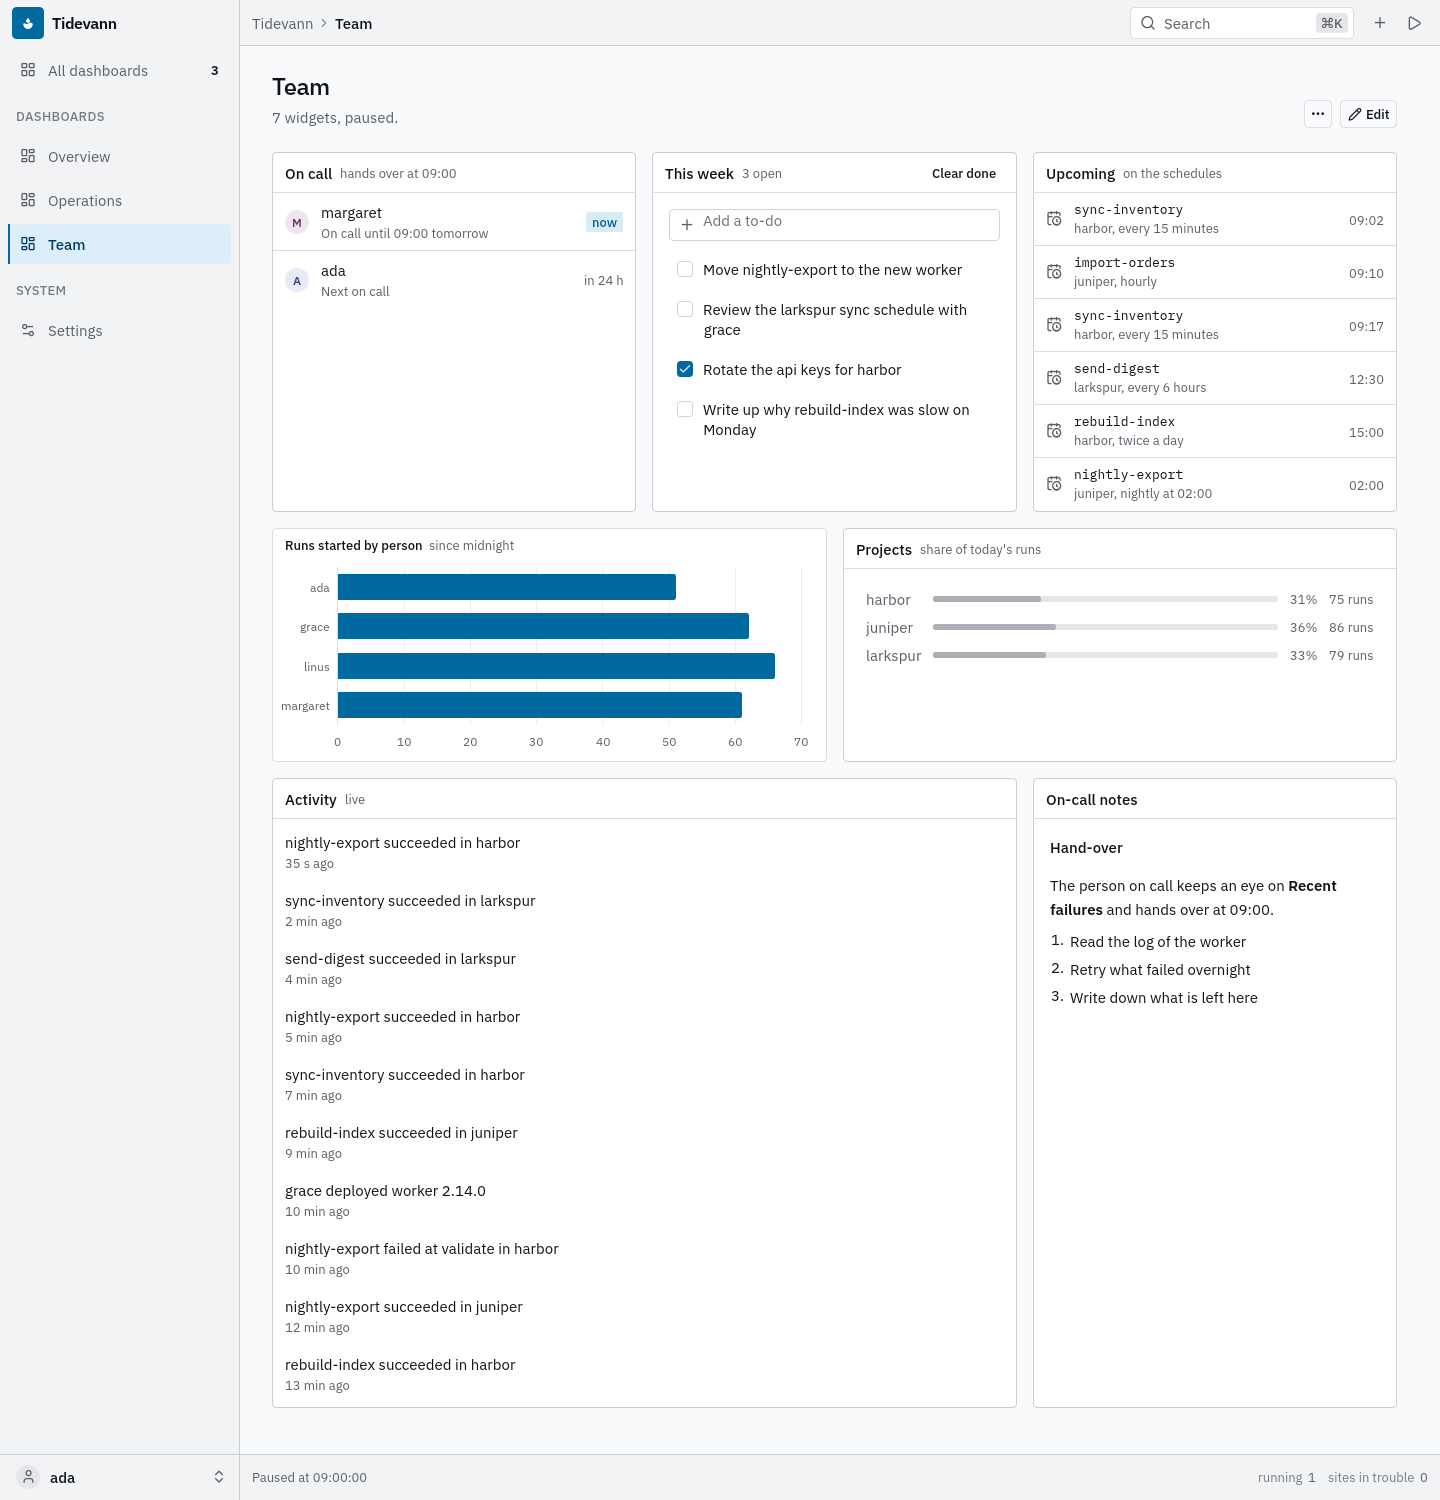 Tidevann
All dashboards 3
DASHBOARDS
Overview
Operations
Team
SYSTEM
Settings
ada
Tidevann > Team
Search ⌘K
Team
7 widgets, paused.
Edit
On call hands over at 09:00
M margaret now
On call until 09:00 tomorrow
A ada in 24 h
Next on call
This week 3 open Clear done
Add a to-do
Move nightly-export to the new worker
Review the larkspur sync schedule with
grace
Rotate the api keys for harbor
Write up why rebuild-index was slow on
Monday
Upcoming on the schedules
sync-inventory 09:02
harbor, every 15 minutes
import-orders 09:10
juniper, hourly
sync-inventory 09:17
harbor, every 15 minutes
send-digest 12:30
larkspur, every 6 hours
rebuild-index 15:00
harbor, twice a day
nightly-export 02:00
juniper, nightly at 02:00
Runs started by person since midnight
ada
grace
linus
margaret
0 10 20 30 40 50 60 70
Projects share of today's runs
harbor 31% 75 runs
juniper 36% 86 runs
larkspur 33% 79 runs
Activity live
nightly-export succeeded in harbor
35 s ago
sync-inventory succeeded in larkspur
2 min ago
send-digest succeeded in larkspur
4 min ago
nightly-export succeeded in harbor
5 min ago
sync-inventory succeeded in harbor
7 min ago
rebuild-index succeeded in juniper
9 min ago
grace deployed worker 2.14.0
10 min ago
nightly-export failed at validate in harbor
10 min ago
nightly-export succeeded in juniper
12 min ago
rebuild-index succeeded in harbor
13 min ago
On-call notes
Hand-over
The person on call keeps an eye on Recent
failures and hands over at 09:00.
1. Read the log of the worker
2. Retry what failed overnight
3. Write down what is left here
Paused at 09:00:00
running 1 sites in trouble 0